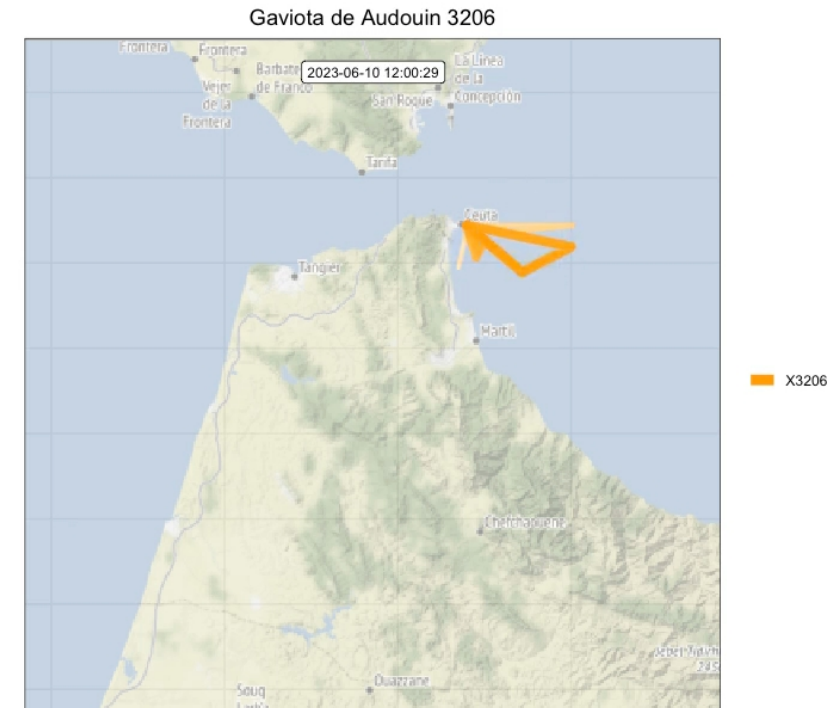 Gaviota de Audouin 3206
Frontera
Frontera
2023-06-10 12:00:29
La Línea
de la
Concepción
Barbate
Vejer
de la
Frontera
de Franco
San Roque
Tarifa
Ceuta
Tangier
Martil
X3206
Chefchaouene
Ouazzane
Souq